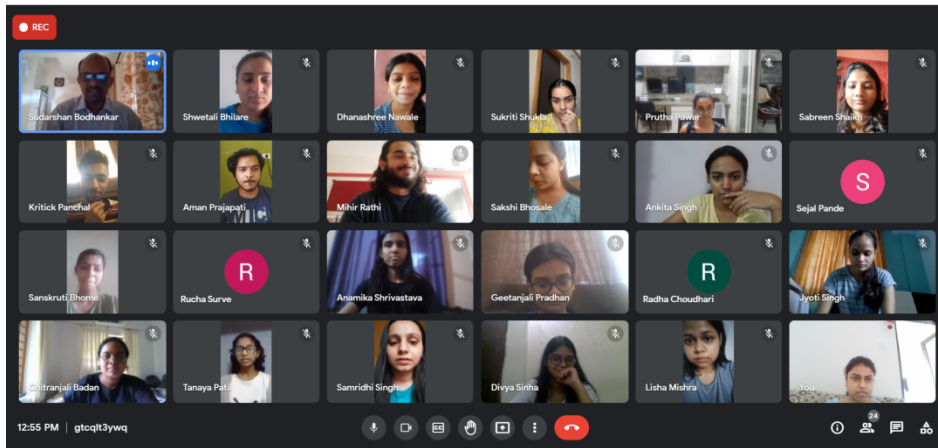 REC
Sudarshan Bodhankar
Shwetali Bhilare
Dhanashree Nawale
Sukriti Shukla
Prutha Pawar
Sabreen Shaikh
Kritick Panchal
Aman Prajapati
Mihir Rathi
Sakshi Bhosale
Ankita Singh
S
Sejal Pande
Sanskruti Bhome
R
Rucha Surve
Anamika Shrivastava
Geetanjali Pradhan
R
Radha Choudhari
Jyoti Singh
Chitranjali Badan
Tanaya Patil
Samridhi Singh
Divya Sinha
Lisha Mishra
You
12:55 PM | gtcqlt3ywq
24